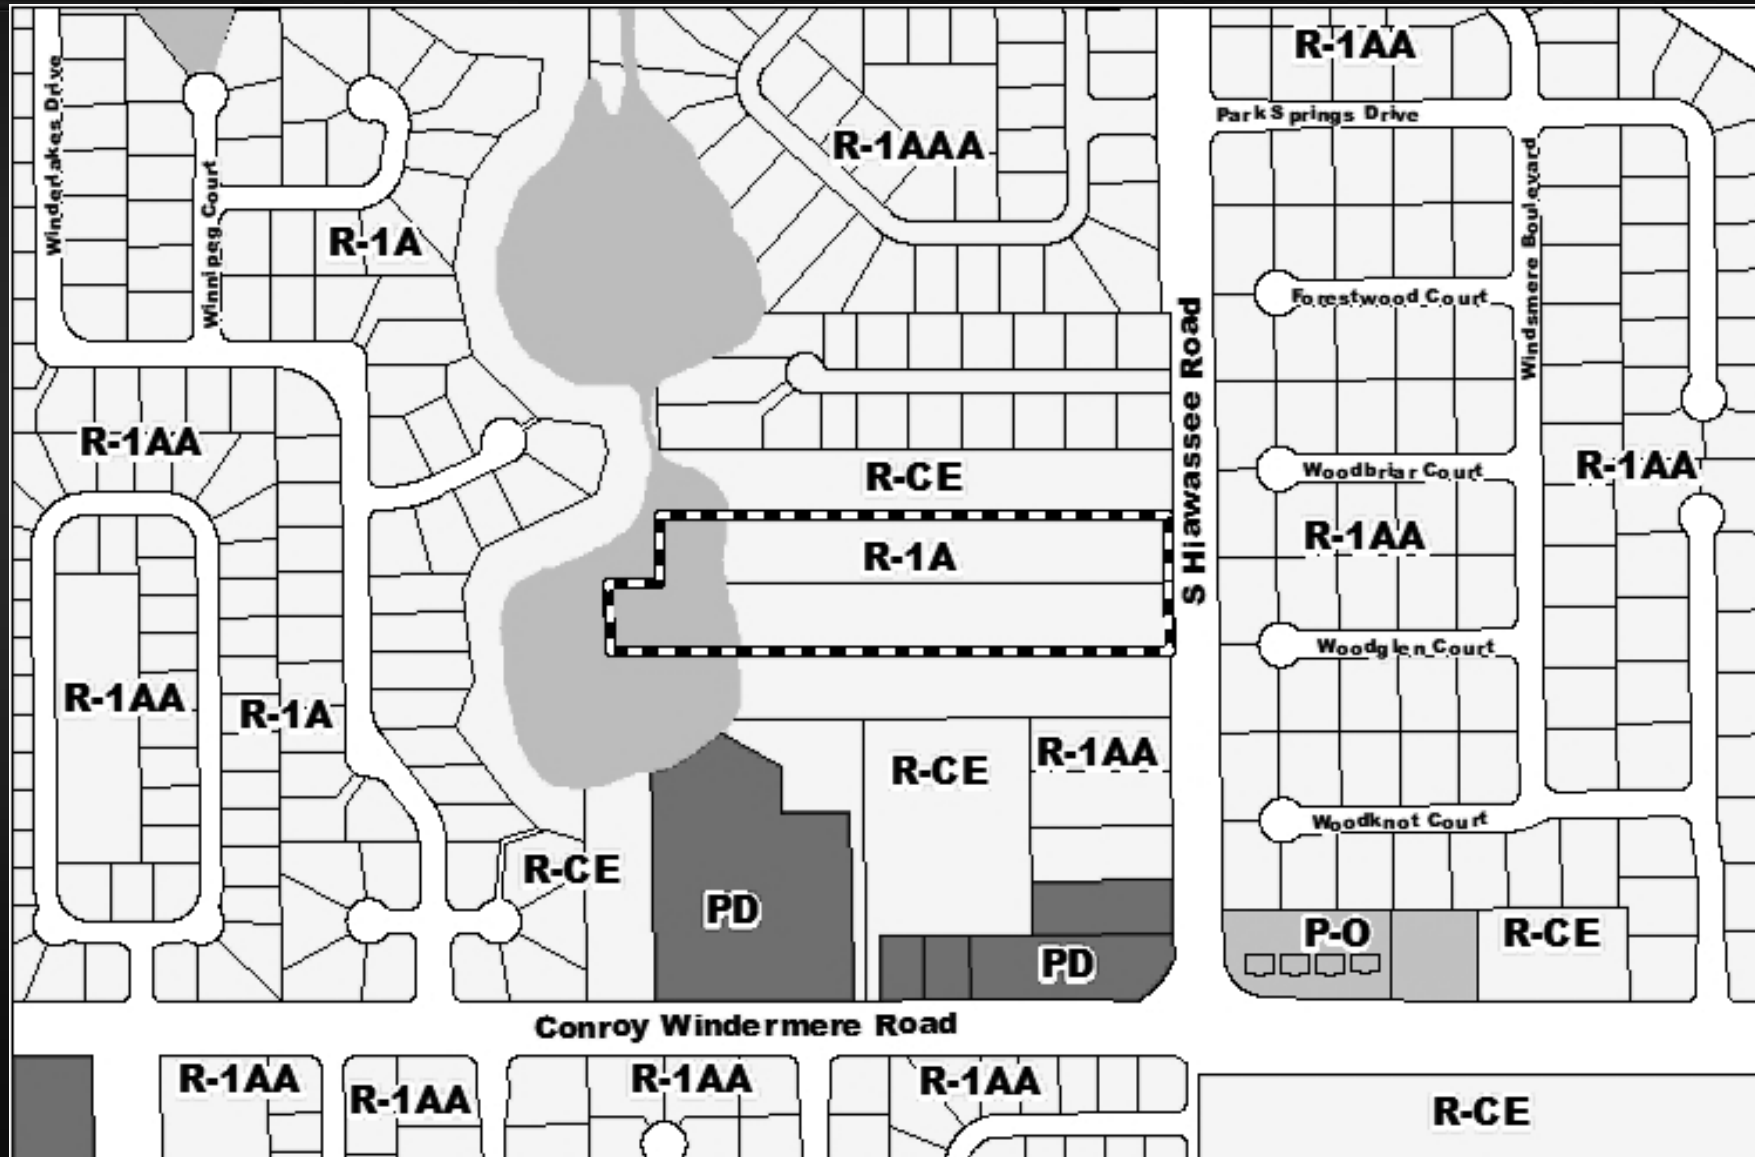 R-1AA
Park Springs Drive
Winderlakes Drive
Winnipeg Court
R-1AAA
R-1A
Windsmere Boulevard
Forestwood Court
S Hiawassee Road
R-1AA
R-CE
Woodbriar Court
R-1AA
R-1A
R-1AA
Woodglen Court
R-1AA
R-1A
R-CE
R-1AA
Woodknot Court
R-CE
PD
PD
P-O
R-CE
Conroy Windermere Road
R-1AA
R-1AA
R-1AA
R-1AA
R-CE